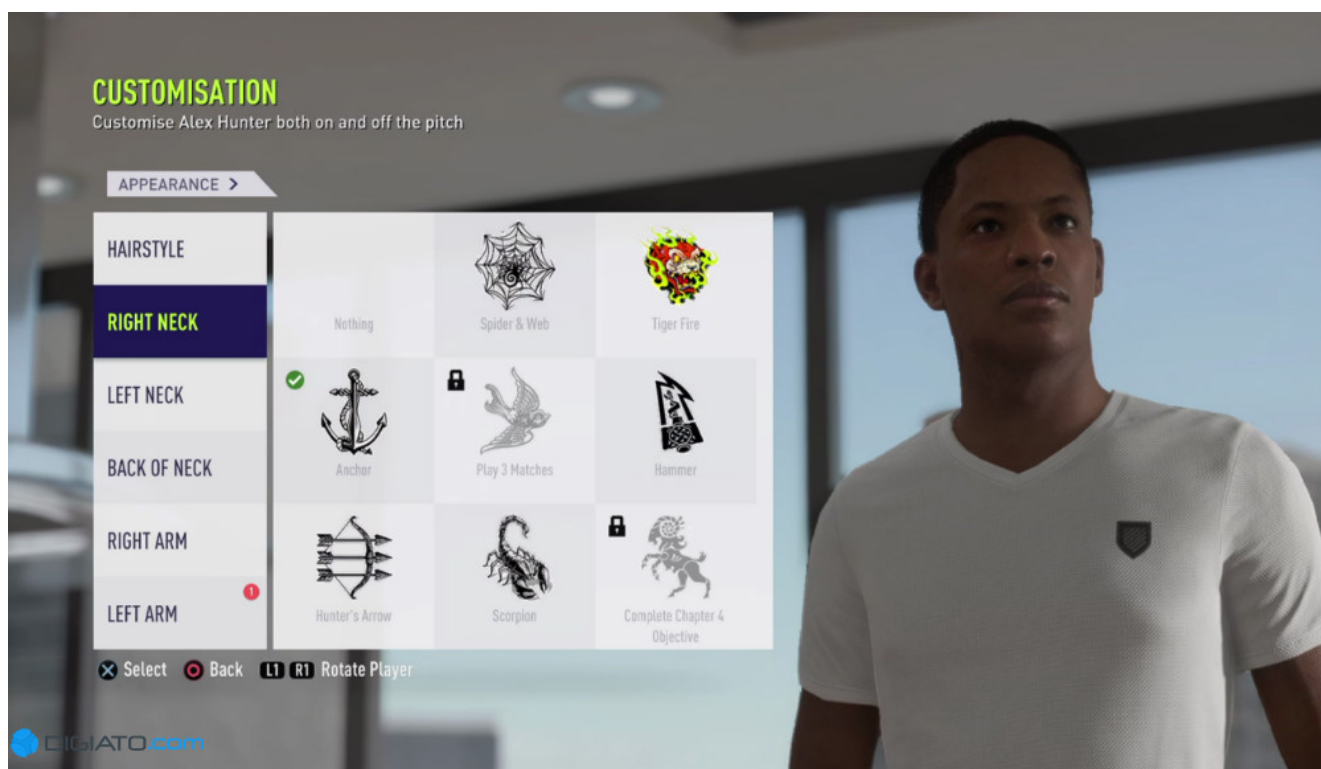 CUSTOMISATION
Customise Alex Hunter both on and off the pitch
APPEARANCE >
HAIRSTYLE
RIGHT NECK
LEFT NECK
BACK OF NECK
RIGHT ARM
1
LEFT ARM
Nothing
Spider & Web
Tiger Fire
Anchor
Play 3 Matches
Hammer
Hunter's Arrow
Scorpion
Complete Chapter 4
Objective
Select Back L1 R1 Rotate Player
DIGIATO.com